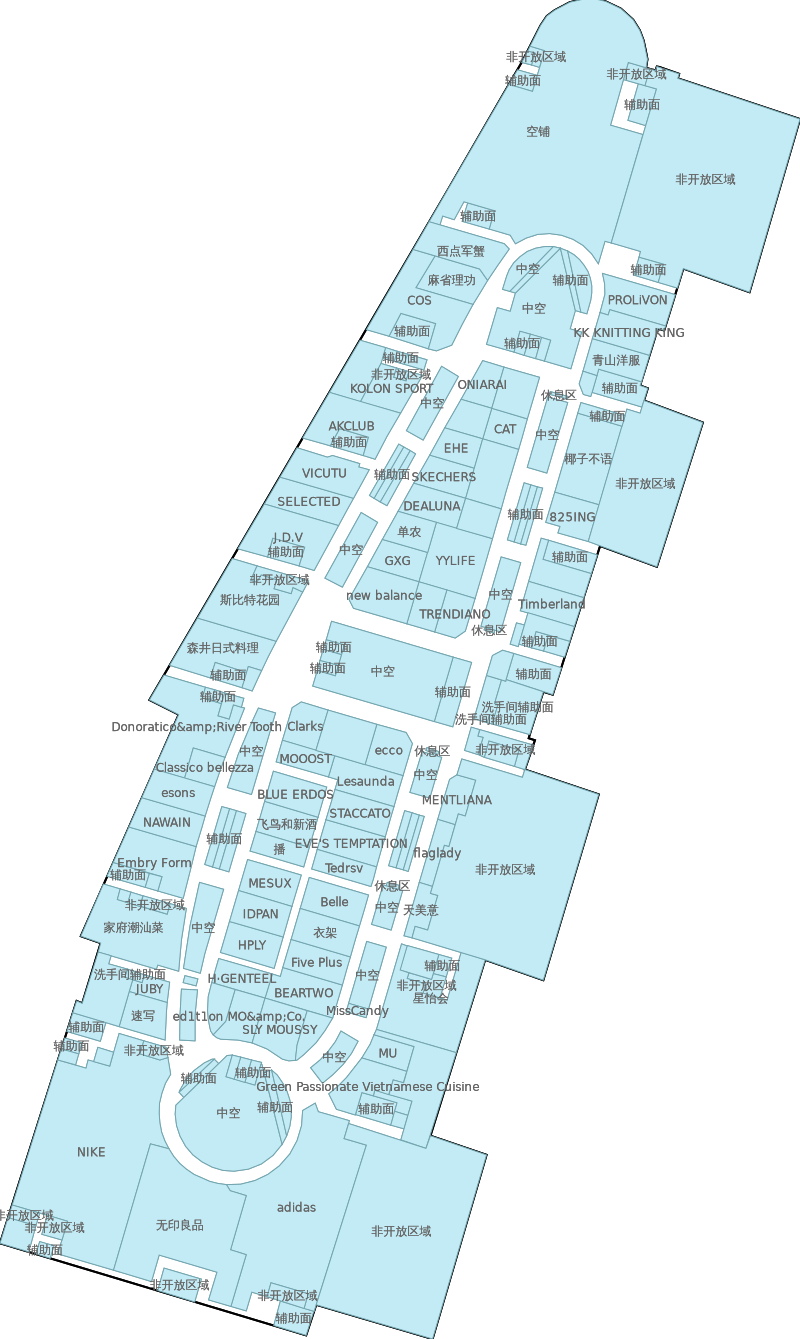 非开放区域
非开放区域
辅助面
辅助面
空铺
非开放区域
辅助面
西点军蟹
中空
辅助面
麻省理功
辅助面
COS
PROLiVON
中空
辅助面
KK KNITTING KING
辅助面
辅助面
青山洋服
非开放区域
KOLON SPORT
ONIARAI
辅助面
休息区
中空
辅助面
AKCLUB
CAT
中空
辅助面
EHE
椰子不语
VICUTU
辅助面
SKECHERS
非开放区域
SELECTED
DEALUNA
辅助面
825ING
J.D.V
单农
辅助面
中空
GXG
YYLIFE
辅助面
非开放区域
斯比特花园
new balance
中空
Timberland
TRENDIANO
休息区
森井日式料理
辅助面
辅助面
辅助面
中空
辅助面
辅助面
辅助面
辅助面
洗手间辅助面
洗手间辅助面
Donoratico&amp;River Tooth
Clarks
中空
MOOOST
ecco
休息区
非开放区域
Classico bellezza
Lesaunda
中空
esons
BLUE ERDOS
MENTLIANA
NAWAIN
飞鸟和新酒
STACCATO
辅助面
播
EVE'S TEMPTATION
flaglady
Embry Form
Tedrsv
非开放区域
辅助面
MESUX
休息区
非开放区域
Belle
中空
天美意
家府潮汕菜
中空
IDPAN
衣架
HPLY
洗手间辅助面
Five Plus
中空
辅助面
JUBY
H·GENTEEL
BEARTWO
非开放区域
星怡会
速写
ed1t1on
MO&amp;Co.
MissCandy
辅助面
SLY MOUSSY
辅助面
非开放区域
中空
MU
辅助面
辅助面
Green Passionate Vietnamese Cuisine
中空
辅助面
辅助面
NIKE
adidas
非开放区域
非开放区域
无印良品
非开放区域
辅助面
非开放区域
非开放区域
辅助面